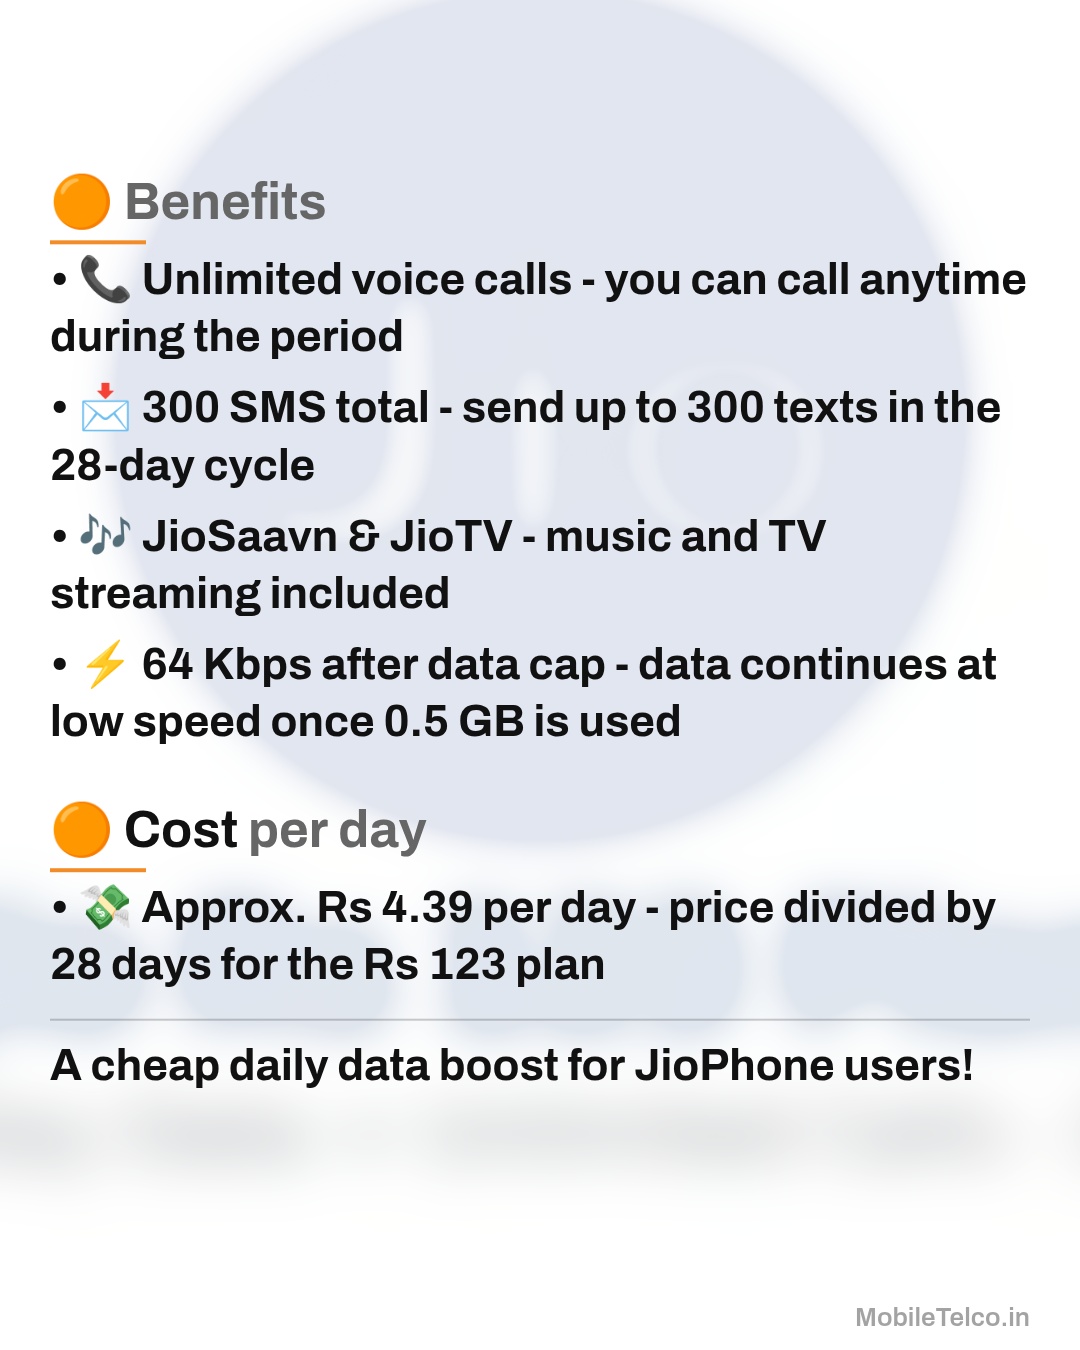 🟠 Benefits
• 📞 Unlimited voice calls - you can call anytime
during the period
• 📩 300 SMS total - send up to 300 texts in the
28-day cycle
• 🎶 JioSaavn & JioTV - music and TV
streaming included
• ⚡ 64 Kbps after data cap - data continues at
low speed once 0.5 GB is used
🟠 Cost per day
• 💸 Approx. Rs 4.39 per day - price divided by
28 days for the Rs 123 plan
A cheap daily data boost for JioPhone users!
MobileTelco.in
Jio